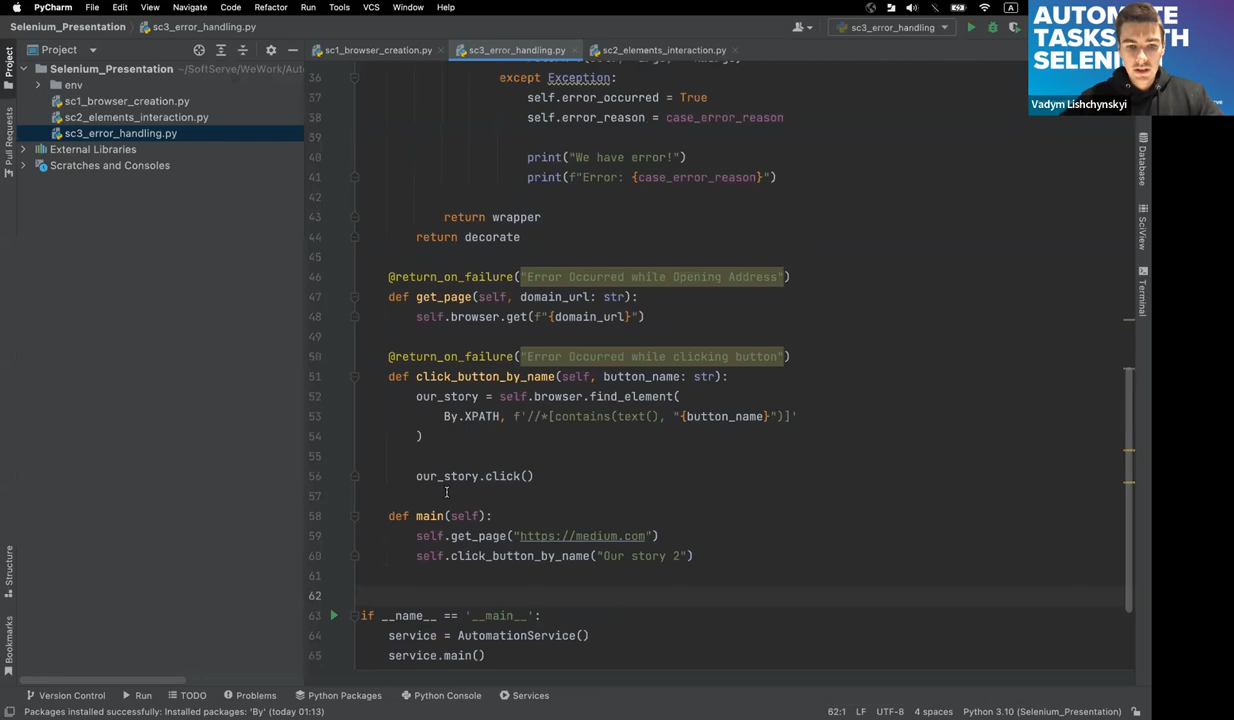 PyCharm File Edit View Navigate Code Refactor Run Tools VCS Window Help A
Selenium_Presentation sc3_error_handling.py sc3_error_handling
Project sc1_browser_creation.py sc3_error_handling.py sc2_elements_interaction.py
Selenium_Presentation ~/SoftServe/WeWork/Aut
env
sc1_browser_creation.py
sc2_elements_interaction.py
sc3_error_handling.py
External Libraries
Scratches and Consoles
Project
Pull Requests
Structure
Bookmarks
36 except Exception:
37 self.error_occurred = True
38 self.error_reason = case_error_reason
39
40 print("We have error!")
41 print(f"Error: {case_error_reason}")
42
43 return wrapper
44 return decorate
45
46 @return_on_failure("Error Occurred while Opening Address")
47 def get_page(self, domain_url: str):
48 self.browser.get(f"{domain_url}")
49
50 @return_on_failure("Error Occurred while clicking button")
51 def click_button_by_name(self, button_name: str):
52 our_story = self.browser.find_element(
53 By.XPATH, f'//*[contains(text(), "{button_name}")]'
54 )
55
56 our_story.click()
57
58 def main(self):
59 self.get_page("https://medium.com")
60 self.click_button_by_name("Our story 2")
61
62
63 if __name__ == '__main__':
64 service = AutomationService()
65 service.main()
Database
SciView
Terminal
AUTOMATE
TASKS WITH
SELENI
Vadym Lishchynskyi
Version Control Run TODO Problems Python Packages Python Console Services
Packages installed successfully: Installed packages: 'By' (today 01:13) 62:1 LF UTF-8 4 spaces Python 3.10 (Selenium_Presentation)